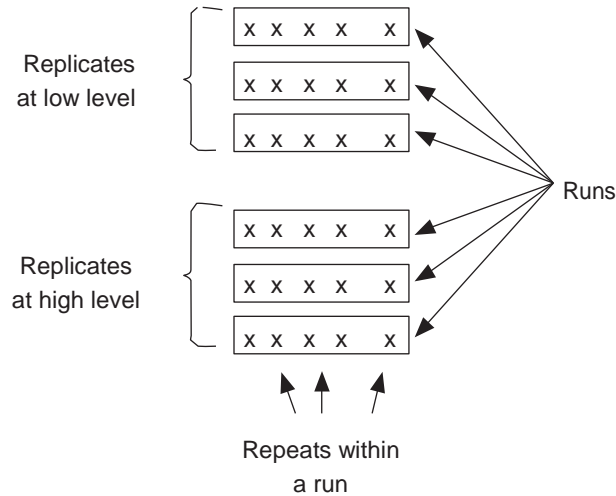 x x x x x
Replicates
at low level
x x x x x
x x x x x
Runs
x x x x x
Replicates
at high level
x x x x x
x x x x x
Repeats within
a run